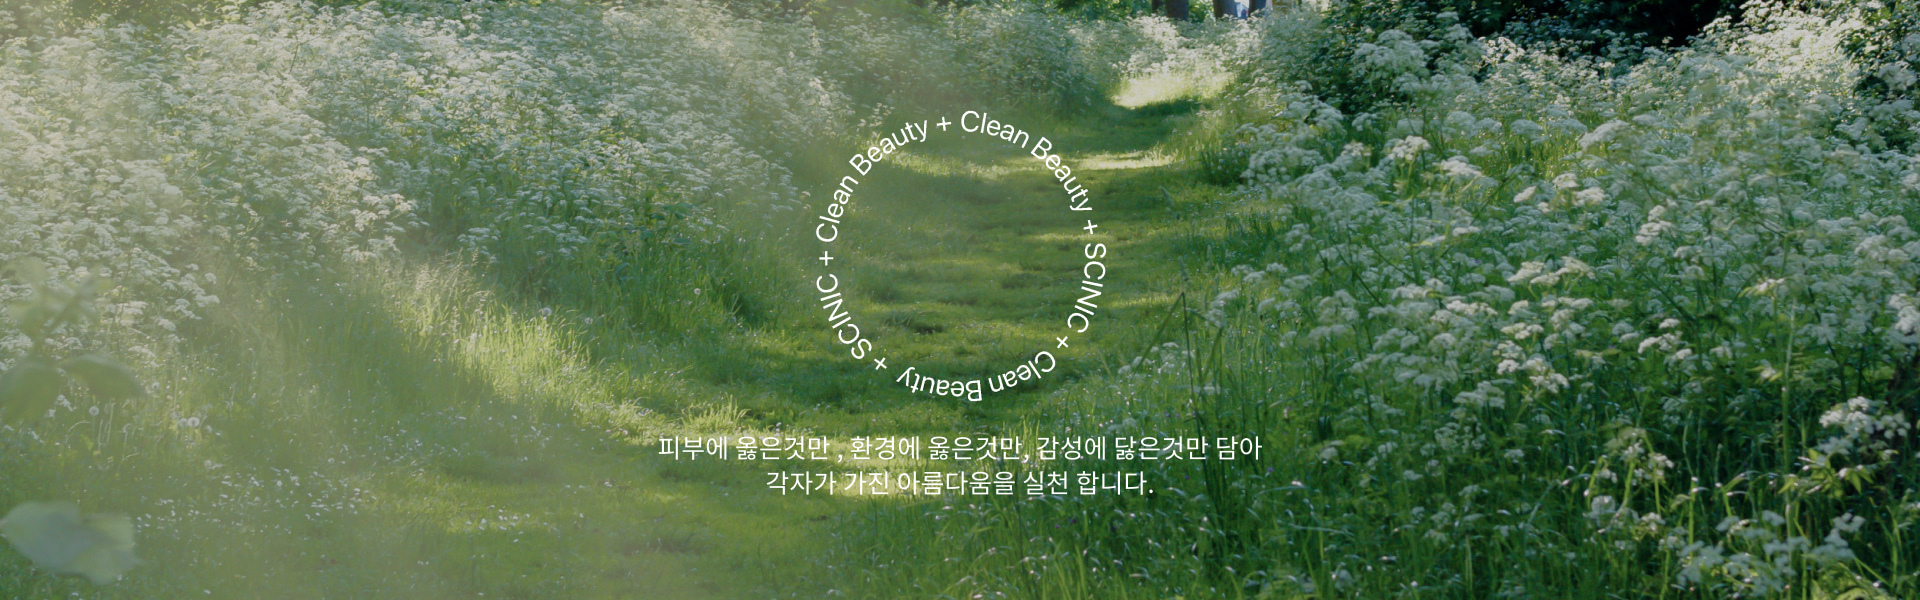 Clean Beauty + SCINIC + Clean Beauty + SCINIC + Clean Beauty +
피부에 옳은것만 , 환경에 옳은것만, 감성에 닳은것만 담아
각자가 가진 아름다움을 실천 합니다.